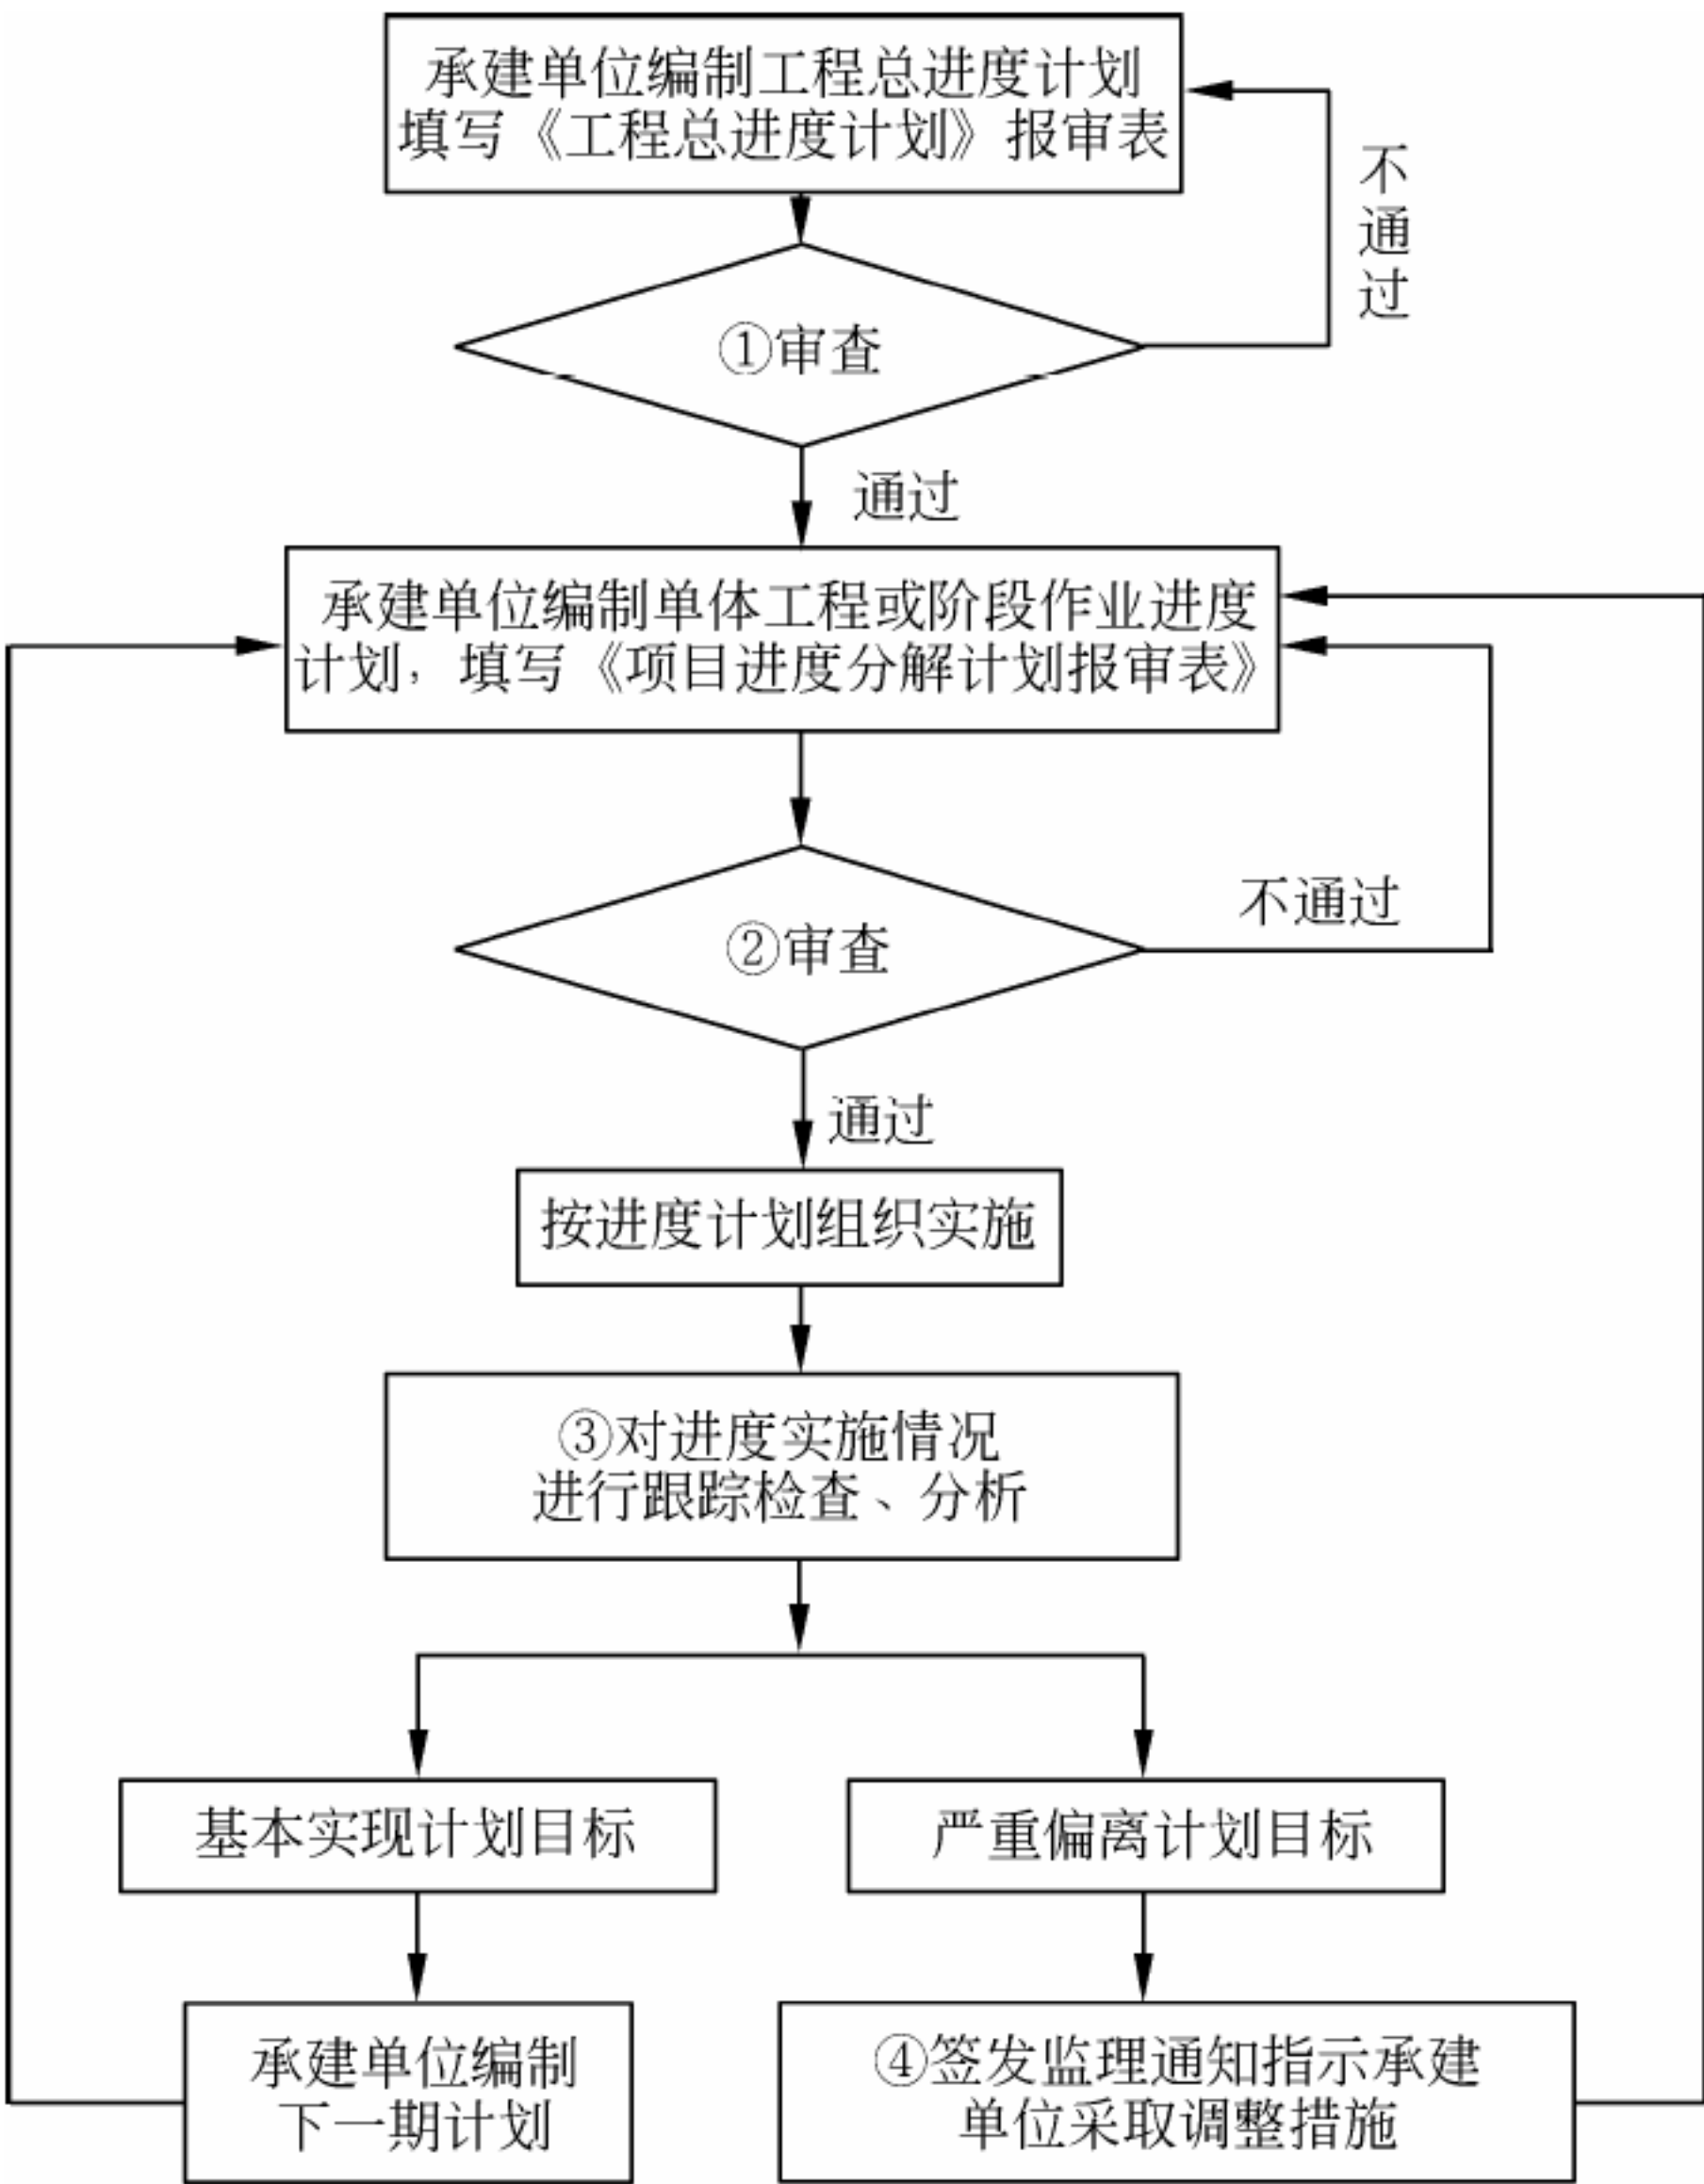 承建单位编制工程总进度计划
填写《工程总进度计划》报审表
不通过
①审查
通过
承建单位编制单体工程或阶段作业进度
计划，填写《项目进度分解计划报审表》
不通过
②审查
通过
按进度计划组织实施
③对进度实施情况
进行跟踪检查、分析
基本实现计划目标
严重偏离计划目标
承建单位编制
下一期计划
④签发监理通知指示承建
单位采取调整措施